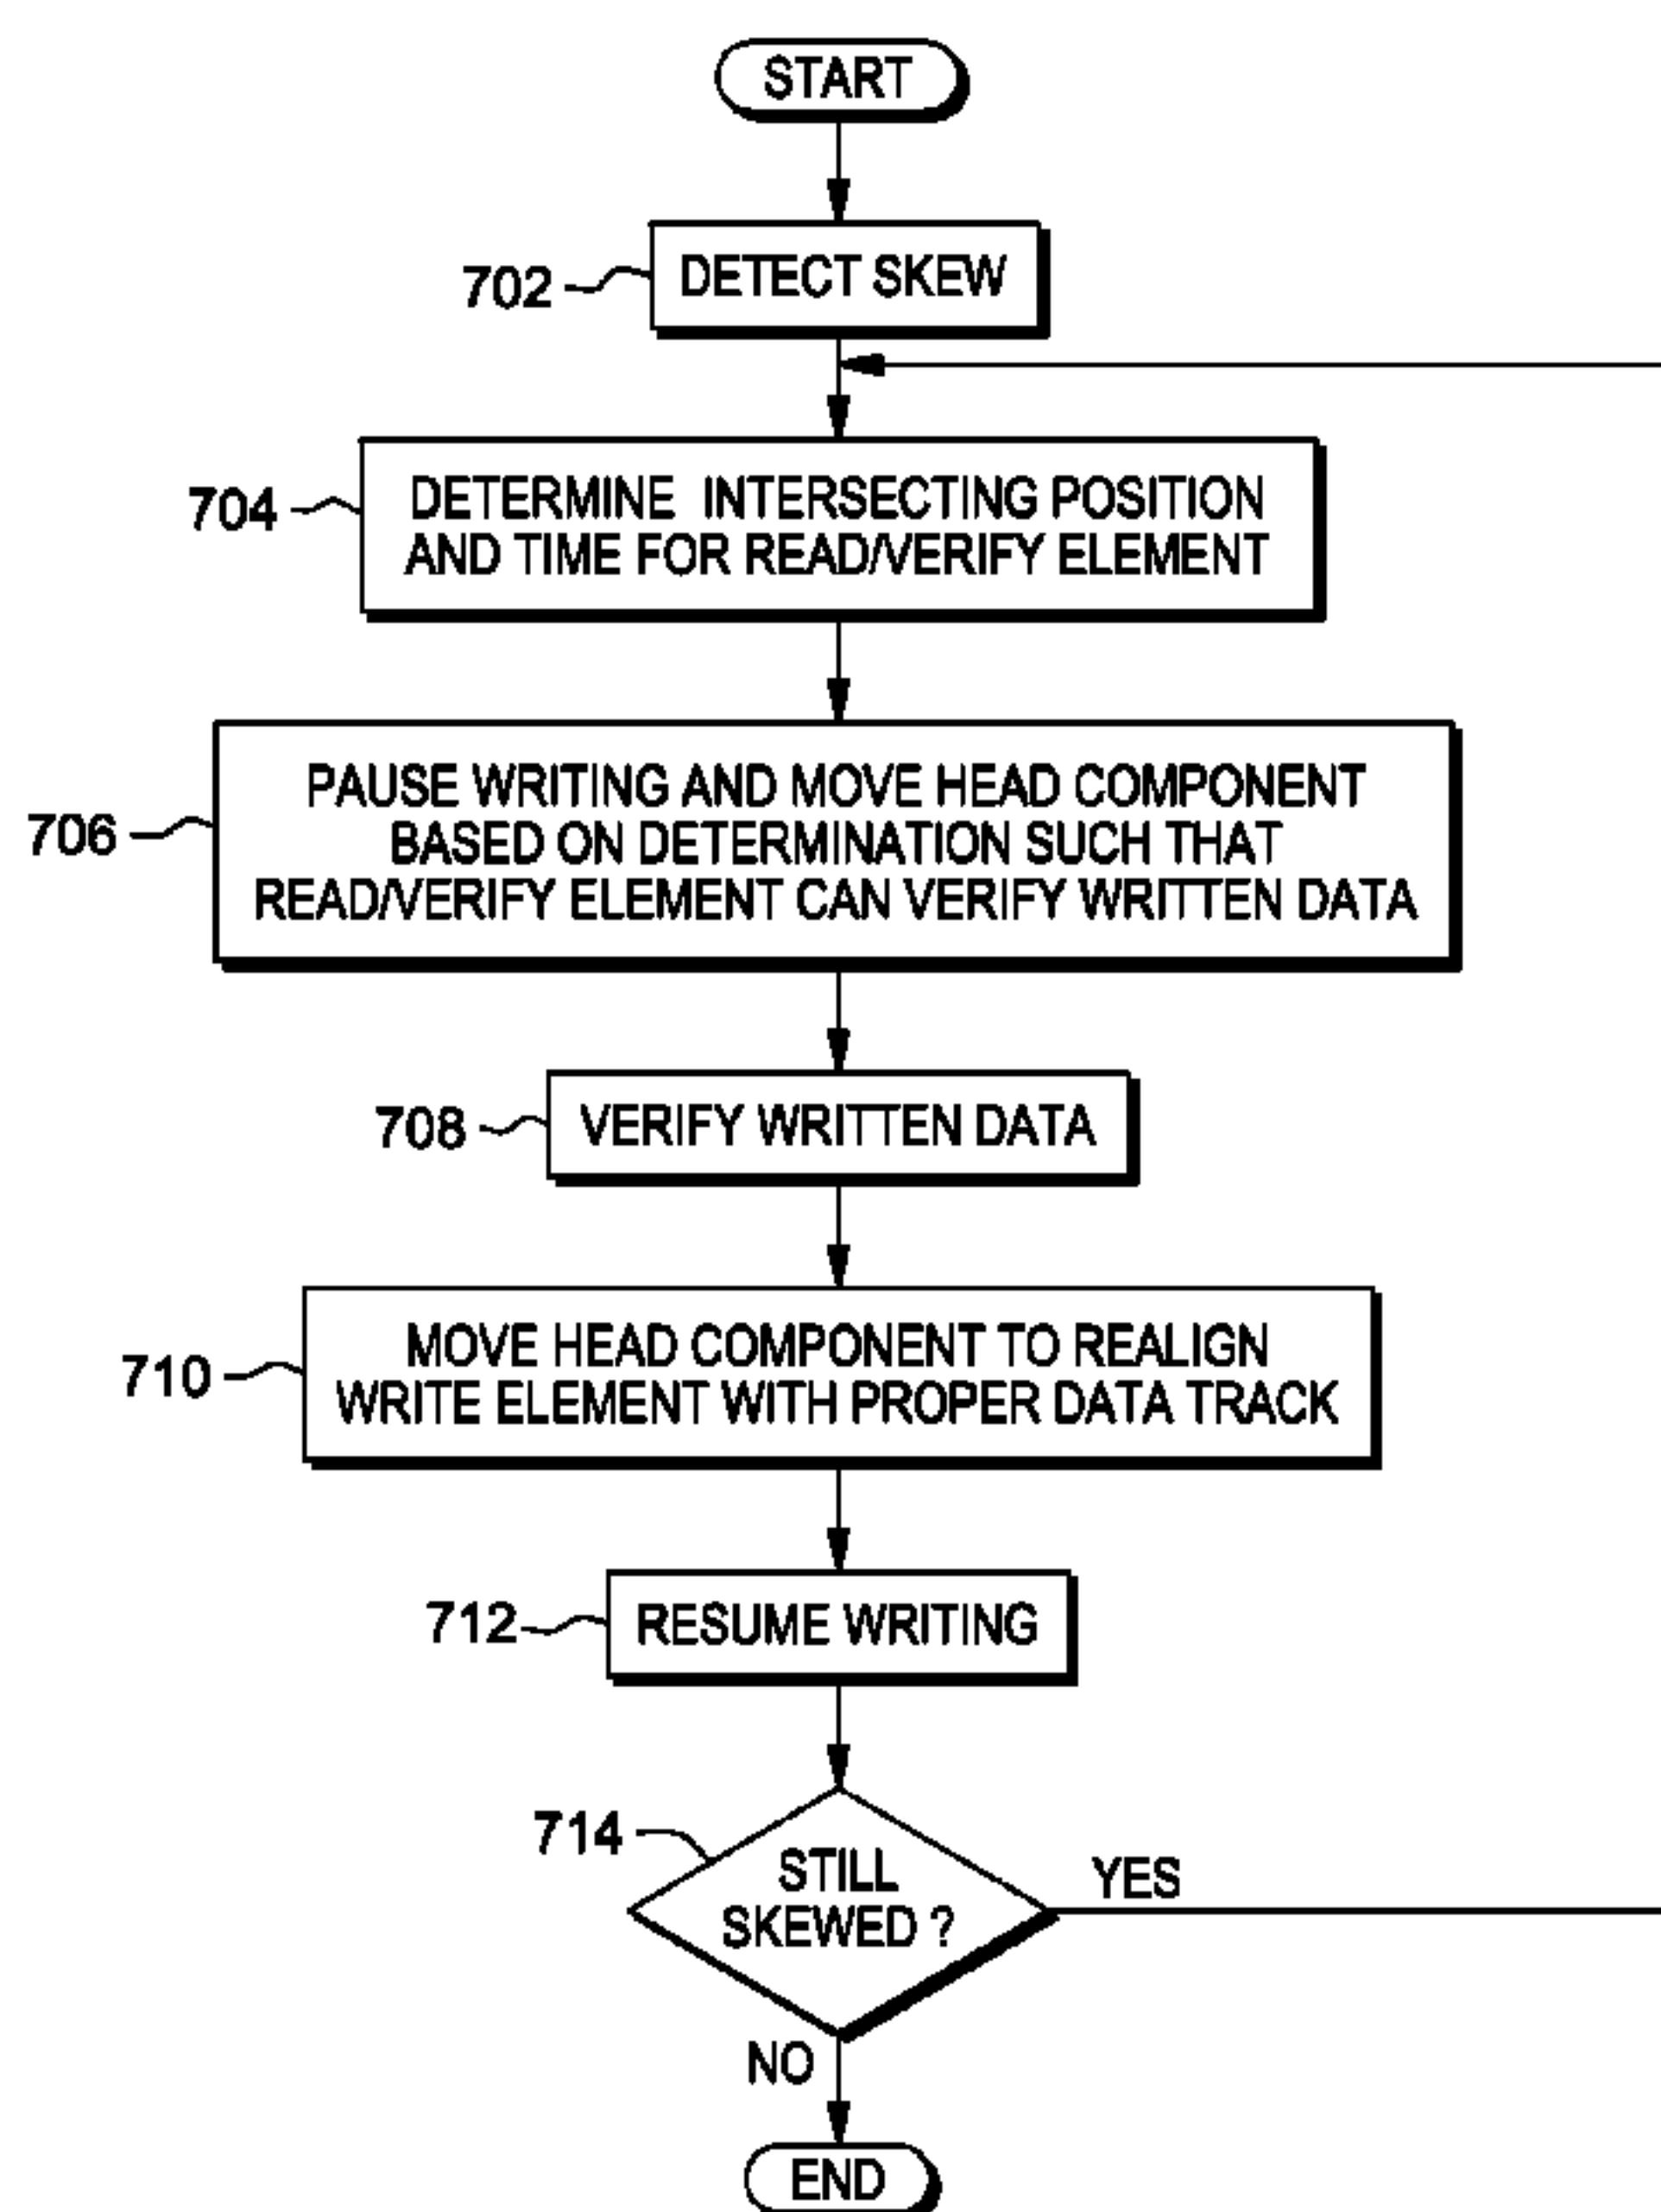 START
702
DETECT SKEW
704
DETERMINE INTERSECTING POSITION
AND TIME FOR READ/VERIFY ELEMENT
706
PAUSE WRITING AND MOVE HEAD COMPONENT
BASED ON DETERMINATION SUCH THAT
READ/VERIFY ELEMENT CAN VERIFY WRITTEN DATA
708
VERIFY WRITTEN DATA
710
MOVE HEAD COMPONENT TO REALIGN
WRITE ELEMENT WITH PROPER DATA TRACK
712
RESUME WRITING
714
STILL
SKEWED ?
YES
NO
END